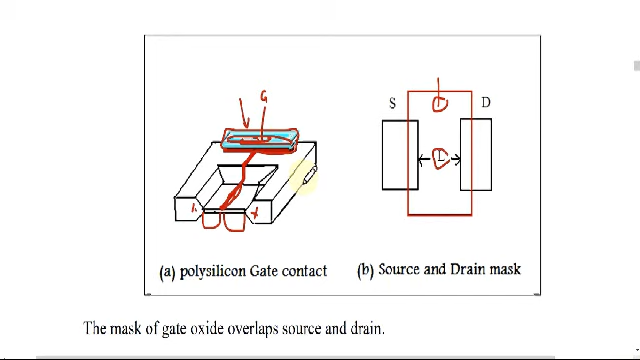 G
S
D
L
(a) polysilicon Gate contact
(b) Source and Drain mask
The mask of gate oxide overlaps source and drain.